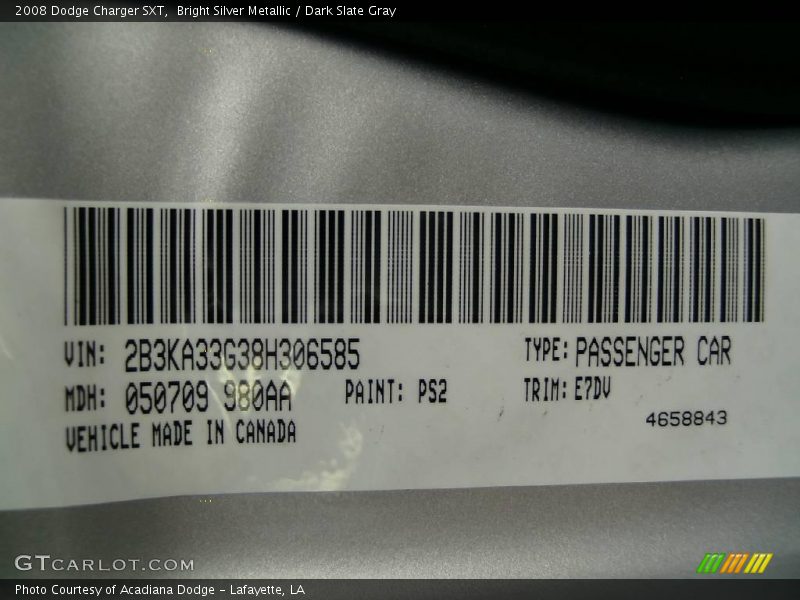 2008 Dodge Charger SXT,  Bright Silver Metallic / Dark Slate Gray
VIN: 2B3KA33G38H306585 TYPE: PASSENGER CAR
MDH: 050709 980AA PAINT: PS2 TRIM: E7DV
VEHICLE MADE IN CANADA 4658843
GTCARLOT.COM
Photo Courtesy of Acadiana Dodge – Lafayette, LA